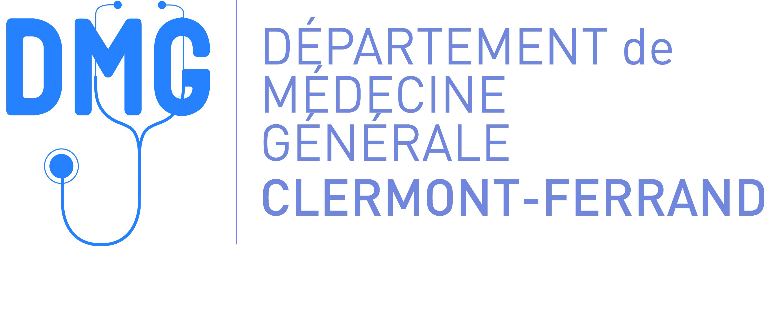 DMG
DÉPARTEMENT de
MÉDECINE
GÉNÉRALE
CLERMONT-FERRAND